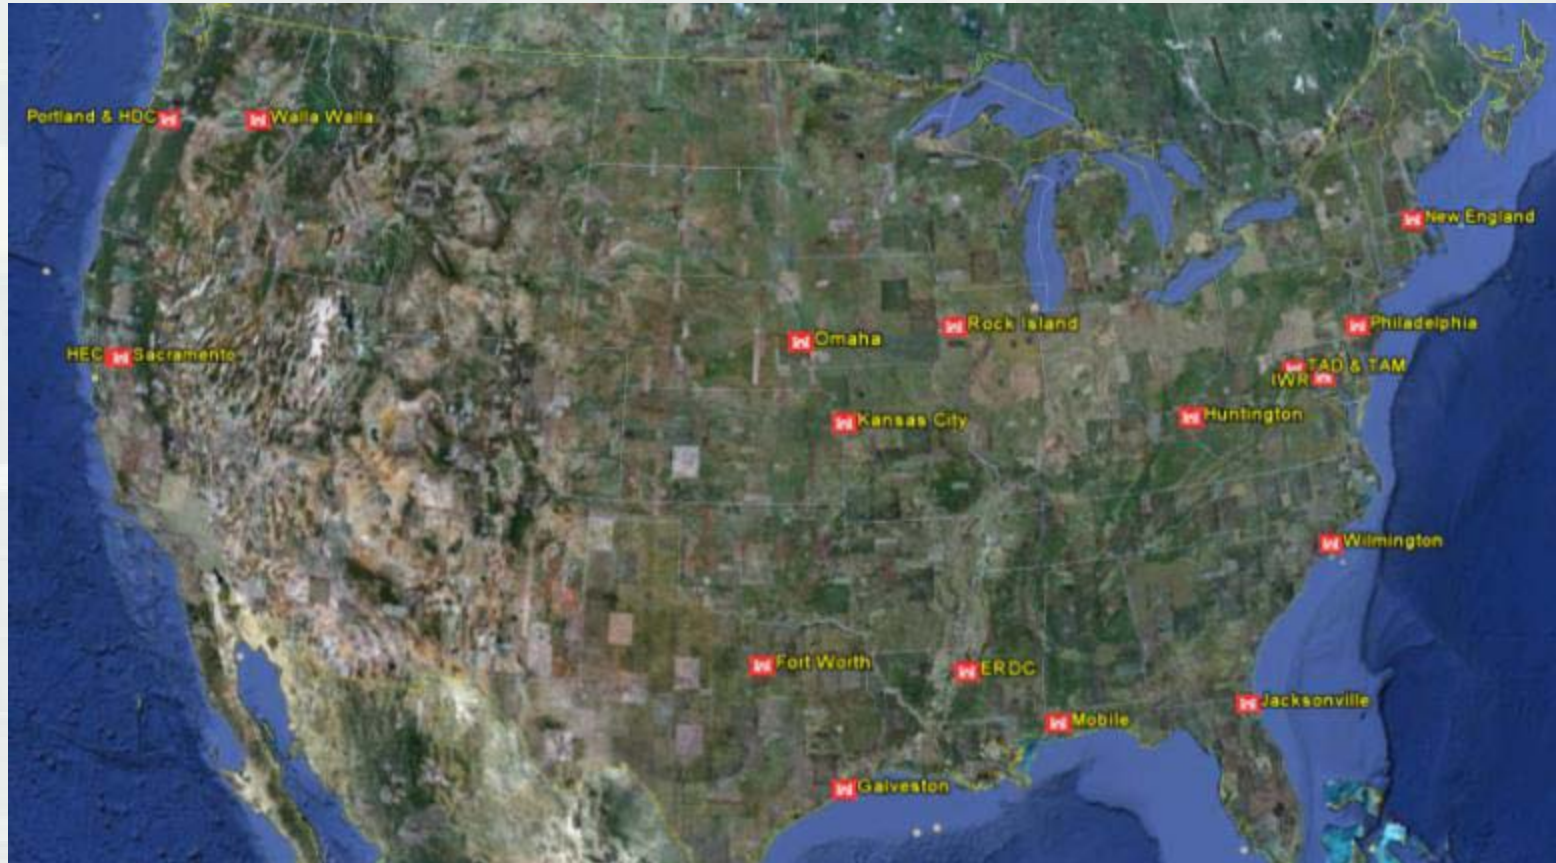 Portland & HDC
Walla Walla
New England
Rock Island
Philadelphia
Omaha
HEC
Sacramento
TAD & TAM
IWR
Huntington
Kansas City
Wilmington
Fort Worth
ERDC
Jacksonville
Mobile
Galveston